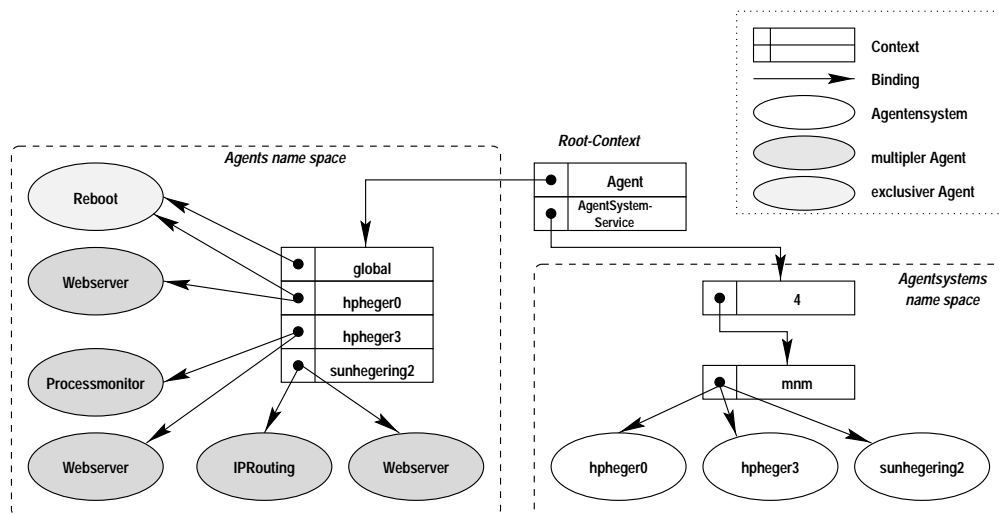 Context
Binding
Agentensystem
multipler Agent
exclusiver Agent
Root-Context
Agent
AgentSystem-
Service
Agents name space
Reboot
Webserver
Processmonitor
Webserver
IPRouting
Webserver
global
hpheger0
hpheger3
sunhegering2
Agentsystems
name space
4
mnm
hpheger0
hpheger3
sunhegering2